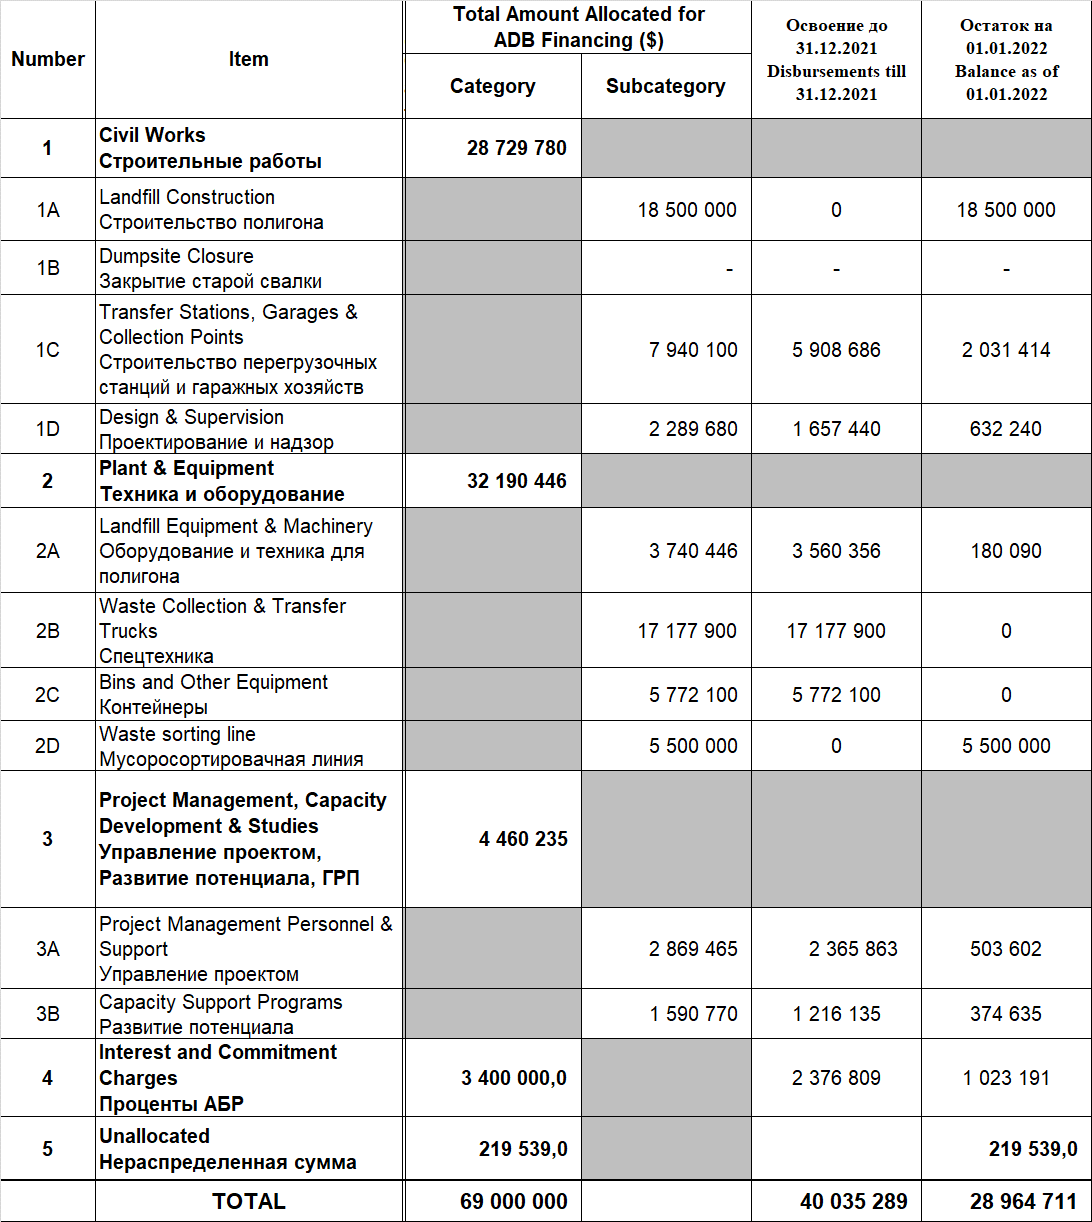 Number
Item
Total Amount Allocated for
ADB Financing ($)
Category
Subcategory
Освоение до
31.12.2021
Disbursements till
31.12.2021
Остаток на
01.01.2022
Balance as of
01.01.2022
1
Civil Works
Строительные работы
28 729 780
1A
Landfill Construction
Строительство полигона
18 500 000
0
18 500 000
1B
Dumpsite Closure
Закрытие старой свалки
-
-
-
1C
Transfer Stations, Garages &
Collection Points
Строительство перегрузочных
станций и гаражных хозяйств
7 940 100
5 908 686
2 031 414
1D
Design & Supervision
Проектирование и надзор
2 289 680
1 657 440
632 240
2
Plant & Equipment
Техника и оборудование
32 190 446
2A
Landfill Equipment & Machinery
Оборудование и техника для
полигона
3 740 446
3 560 356
180 090
2B
Waste Collection & Transfer
Trucks
Спецтехника
17 177 900
17 177 900
0
2C
Bins and Other Equipment
Контейнеры
5 772 100
5 772 100
0
2D
Waste sorting line
Мусоросортировачная линия
5 500 000
0
5 500 000
3
Project Management, Capacity
Development & Studies
Управление проектом,
Развитие потенциала, ГРП
4 460 235
3A
Project Management Personnel &
Support
Управление проектом
2 869 465
2 365 863
503 602
3B
Capacity Support Programs
Развитие потенциала
1 590 770
1 216 135
374 635
4
Interest and Commitment
Charges
Проценты АБР
3 400 000,0
2 376 809
1 023 191
5
Unallocated
Нераспределенная сумма
219 539,0
219 539,0
TOTAL
69 000 000
40 035 289
28 964 711